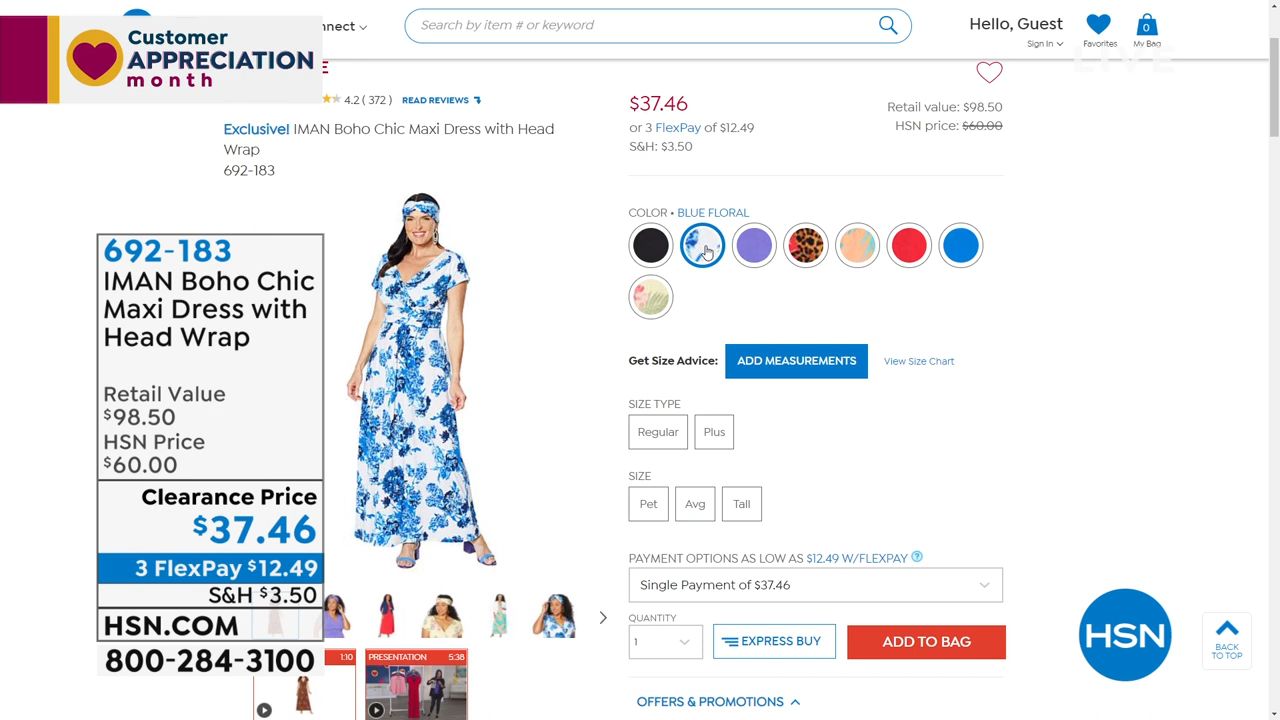 Customer
APPRECIATION
month
nnect
Search by item # or keyword
Hello, Guest
Sign In
Favorites
0
My Bag
LIVE
E
4.2 ( 372 )
READ REVIEWS
Exclusive! IMAN Boho Chic Maxi Dress with Head
Wrap
692-183
$37.46
or 3 FlexPay of $12.49
S&H: $3.50
Retail value: $98.50
HSN price: $60.00
COLOR • BLUE FLORAL
Get Size Advice:
ADD MEASUREMENTS
View Size Chart
SIZE TYPE
Regular
Plus
SIZE
Pet
Avg
Tall
PAYMENT OPTIONS AS LOW AS $12.49 W/FLEXPAY ?
Single Payment of $37.46
QUANTITY
1
EXPRESS BUY
ADD TO BAG
OFFERS & PROMOTIONS
692-183
IMAN Boho Chic
Maxi Dress with
Head Wrap
Retail Value
$98.50
HSN Price
$60.00
Clearance Price
$37.46
3 FlexPay $12.49
S&H $3.50
HSN.COM
800-284-3100
1:10
PRESENTATION
5:38
HSN
BACK
TO TOP